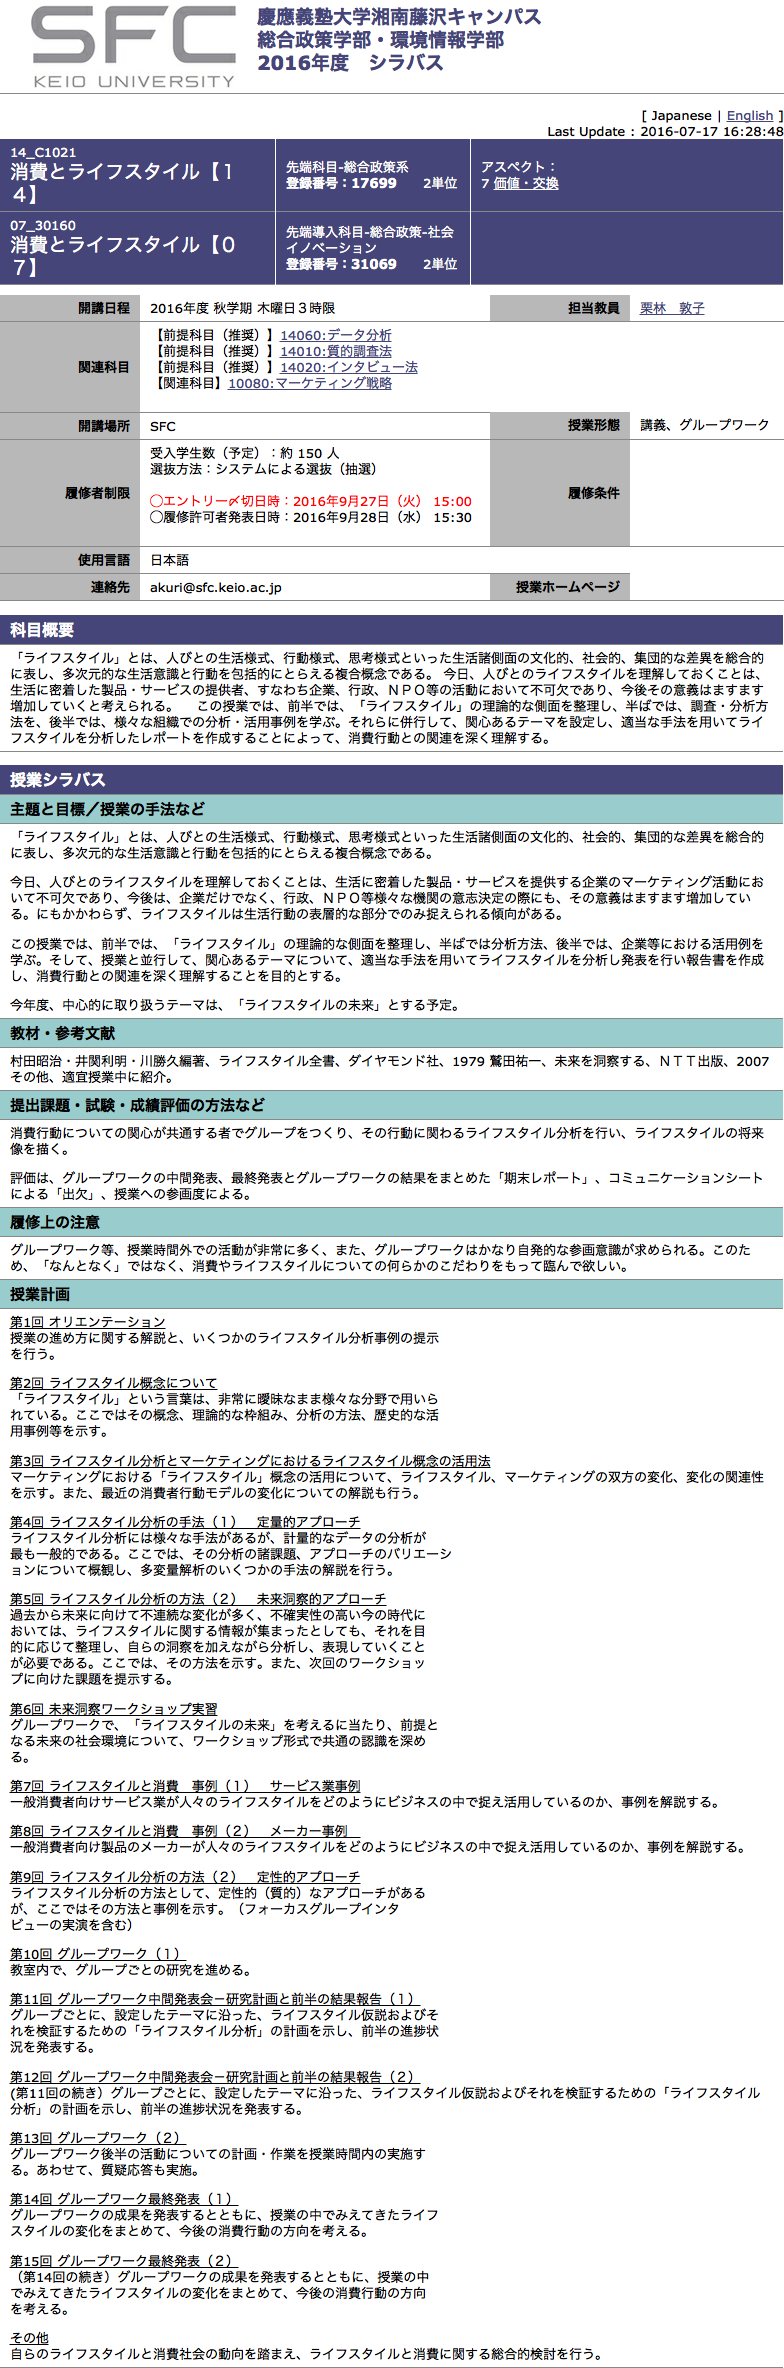 SFC
KEIO UNIVERSITY
慶應義塾大学湘南藤沢キャンパス
総合政策学部・環境情報学部
2016年度　シラバス
[ Japanese | English ]
Last Update : 2016-07-17 16:28:48
14_C1021
消費とライフスタイル【１
４】
先端科目-総合政策系
登録番号：17699　　2単位
アスペクト：
7 価値・交換
07_30160
消費とライフスタイル【０
７】
先端導入科目-総合政策-社会
イノベーション
登録番号：31069　　2単位
開講日程
2016年度 秋学期 木曜日３時限
担当教員
栗林　敦子
関連科目
【前提科目（推奨）】14060:データ分析
【前提科目（推奨）】14010:質的調査法
【前提科目（推奨）】14020:インタビュー法
【関連科目】10080:マーケティング戦略
開講場所
SFC
授業形態
講義、グループワーク
履修者制限
受入学生数（予定）：約 150 人
選抜方法：システムによる選抜（抽選）
◯エントリー〆切日時：2016年9月27日（火） 15:00
◯履修許可者発表日時：2016年9月28日（水） 15:30
履修条件
使用言語
日本語
連絡先
akuri@sfc.keio.ac.jp
授業ホームページ
科目概要
「ライフスタイル」とは、人びとの生活様式、行動様式、思考様式といった生活諸側面の文化的、社会的、集団的な差異を総合的
に表し、多次元的な生活意識と行動を包括的にとらえる複合概念である。 今日、人びとのライフスタイルを理解しておくことは、
生活に密着した製品・サービスの提供者、すなわち企業、行政、ＮＰＯ等の活動において不可欠であり、今後その意義はますます
増加していくと考えられる。　 この授業では、前半では、「ライフスタイル」の理論的な側面を整理し、半ばでは、調査・分析方
法を、後半では、様々な組織での分析・活用事例を学ぶ。それらに併行して、関心あるテーマを設定し、適当な手法を用いてライ
フスタイルを分析したレポートを作成することによって、消費行動との関連を深く理解する。
授業シラバス
主題と目標／授業の手法など
「ライフスタイル」とは、人びとの生活様式、行動様式、思考様式といった生活諸側面の文化的、社会的、集団的な差異を総合的
に表し、多次元的な生活意識と行動を包括的にとらえる複合概念である。
今日、人びとのライフスタイルを理解しておくことは、生活に密着した製品・サービスを提供する企業のマーケティング活動にお
いて不可欠であり、今後は、企業だけでなく、行政、ＮＰＯ等様々な機関の意志決定の際にも、その意義はますます増加してい
る。にもかかわらず、ライフスタイルは生活行動の表層的な部分でのみ捉えられる傾向がある。
この授業では、前半では、「ライフスタイル」の理論的な側面を整理し、半ばでは分析方法、後半では、企業等における活用例を
学ぶ。そして、授業と並行して、関心あるテーマについて、適当な手法を用いてライフスタイルを分析し発表を行い報告書を作成
し、消費行動との関連を深く理解することを目的とする。
今年度、中心的に取り扱うテーマは、「ライフスタイルの未来」とする予定。
教材・参考文献
村田昭治・井関利明・川勝久編著、ライフスタイル全書、ダイヤモンド社、1979 鷲田祐一、未来を洞察する、ＮＴＴ出版、2007
その他、適宜授業中に紹介。
提出課題・試験・成績評価の方法など
消費行動についての関心が共通する者でグループをつくり、その行動に関わるライフスタイル分析を行い、ライフスタイルの将来
像を描く。
評価は、グループワークの中間発表、最終発表とグループワークの結果をまとめた「期末レポート」、コミュニケーションシート
による「出欠」、授業への参画度による。
履修上の注意
グループワーク等、授業時間外での活動が非常に多く、また、グループワークはかなり自発的な参画意識が求められる。このた
め、「なんとなく」ではなく、消費やライフスタイルについての何らかのこだわりをもって臨んで欲しい。
授業計画
第1回 オリエンテーション
授業の進め方に関する解説と、いくつかのライフスタイル分析事例の提示
を行う。
第2回 ライフスタイル概念について
「ライフスタイル」という言葉は、非常に曖昧なまま様々な分野で用いら
れている。ここではその概念、理論的な枠組み、分析の方法、歴史的な活
用事例等を示す。
第3回 ライフスタイル分析とマーケティングにおけるライフスタイル概念の活用法
マーケティングにおける「ライフスタイル」概念の活用について、ライフスタイル、マーケティングの双方の変化、変化の関連性
を示す。また、最近の消費者行動モデルの変化についての解説も行う。
第4回 ライフスタイル分析の手法（１）　定量的アプローチ
ライフスタイル分析には様々な手法があるが、計量的なデータの分析が
最も一般的である。ここでは、その分析の諸課題、アプローチのバリエーシ
ョンについて概観し、多変量解析のいくつかの手法の解説を行う。
第5回 ライフスタイル分析の方法（２）　未来洞察的アプローチ
過去から未来に向けて不連続な変化が多く、不確実性の高い今の時代に
おいては、ライフスタイルに関する情報が集まったとしても、それを目
的に応じて整理し、自らの洞察を加えながら分析し、表現していくこと
が必要である。ここでは、その方法を示す。また、次回のワークショッ
プに向けた課題を提示する。
第6回 未来洞察ワークショップ実習
グループワークで、「ライフスタイルの未来」を考えるに当たり、前提と
なる未来の社会環境について、ワークショップ形式で共通の認識を深め
る。
第7回 ライフスタイルと消費　事例（１）　サービス業事例
一般消費者向けサービス業が人々のライフスタイルをどのようにビジネスの中で捉え活用しているのか、事例を解説する。
第8回 ライフスタイルと消費　事例（２）　メーカー事例
一般消費者向け製品のメーカーが人々のライフスタイルをどのようにビジネスの中で捉え活用しているのか、事例を解説する。
第9回 ライフスタイル分析の方法（２）　定性的アプローチ
ライフスタイル分析の方法として、定性的（質的）なアプローチがある
が、ここではその方法と事例を示す。（フォーカスグループインタ
ビューの実演を含む）
第10回 グループワーク（１）
教室内で、グループごとの研究を進める。
第11回 グループワーク中間発表会－研究計画と前半の結果報告（１）
グループごとに、設定したテーマに沿った、ライフスタイル仮説およびそ
れを検証するための「ライフスタイル分析」の計画を示し、前半の進捗状
況を発表する。
第12回 グループワーク中間発表会－研究計画と前半の結果報告（２）
(第11回の続き）グループごとに、設定したテーマに沿った、ライフスタイル仮説およびそれを検証するための「ライフスタイル
分析」の計画を示し、前半の進捗状況を発表する。
第13回 グループワーク（２）
グループワーク後半の活動についての計画・作業を授業時間内の実施す
る。あわせて、質疑応答も実施。
第14回 グループワーク最終発表（１）
グループワークの成果を発表するとともに、授業の中でみえてきたライフ
スタイルの変化をまとめて、今後の消費行動の方向を考える。
第15回 グループワーク最終発表（２）
（第14回の続き）グループワークの成果を発表するとともに、授業の中
でみえてきたライフスタイルの変化をまとめて、今後の消費行動の方向
を考える。
その他
自らのライフスタイルと消費社会の動向を踏まえ、ライフスタイルと消費に関する総合的検討を行う。